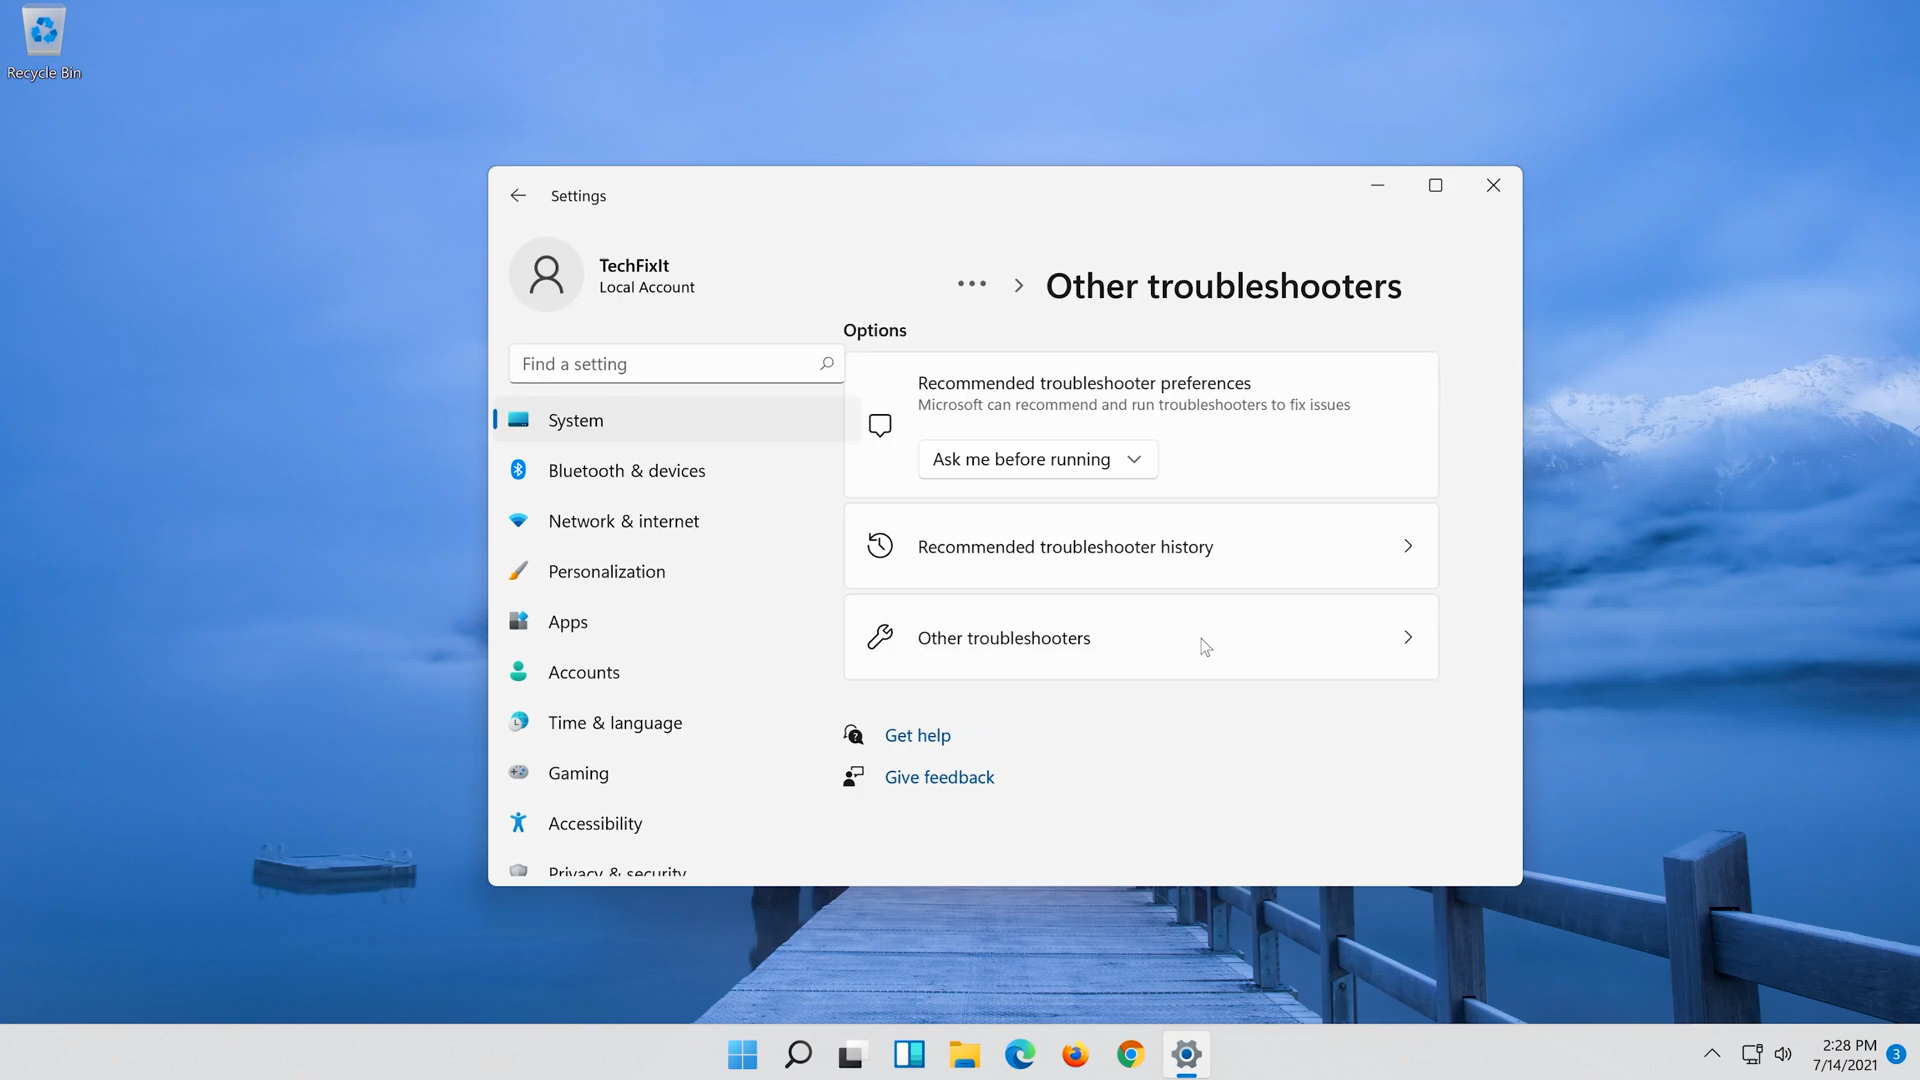 Recycle Bin
Settings
TechFixIt
Local Account
Other troubleshooters
Options
Find a setting
Recommended troubleshooter preferences
Microsoft can recommend and run troubleshooters to fix issues
Ask me before running
System
Bluetooth & devices
Network & internet
Recommended troubleshooter history
Personalization
Apps
Other troubleshooters
Accounts
Time & language
Get help
Gaming
Give feedback
Accessibility
Privacy & security
2:28 PM
7/14/2021
3